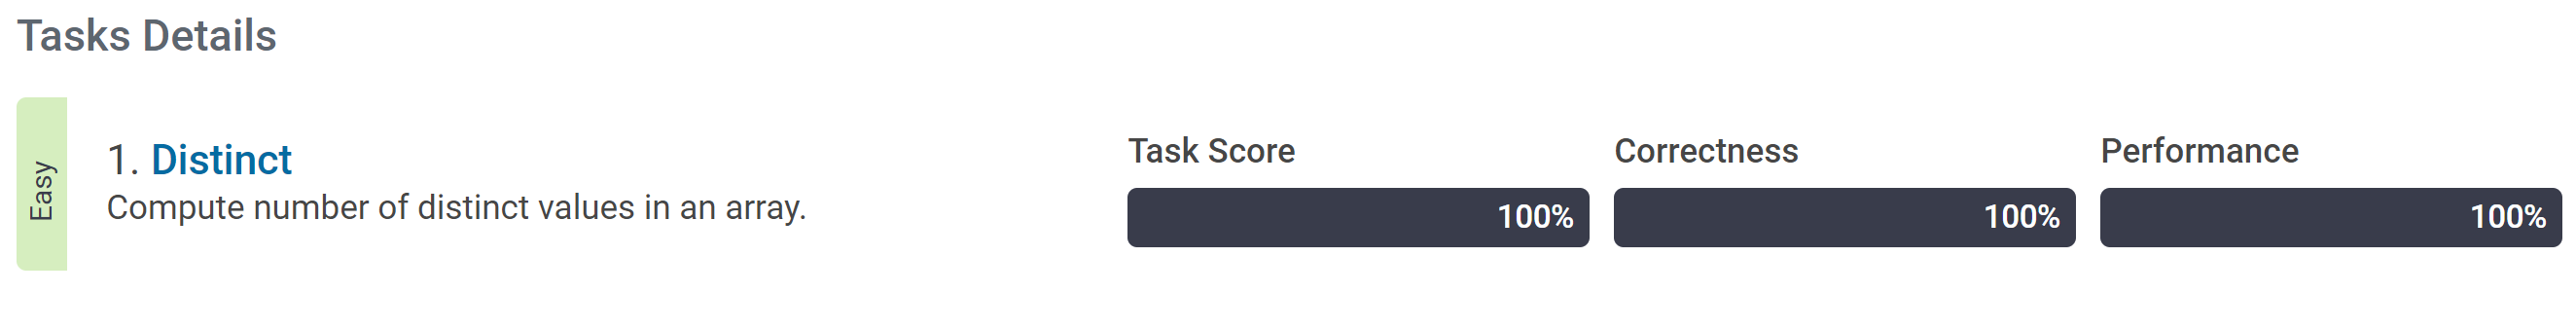 Tasks Details
Easy
1. Distinct
Compute number of distinct values in an array.
Task Score
100%
Correctness
100%
Performance
100%